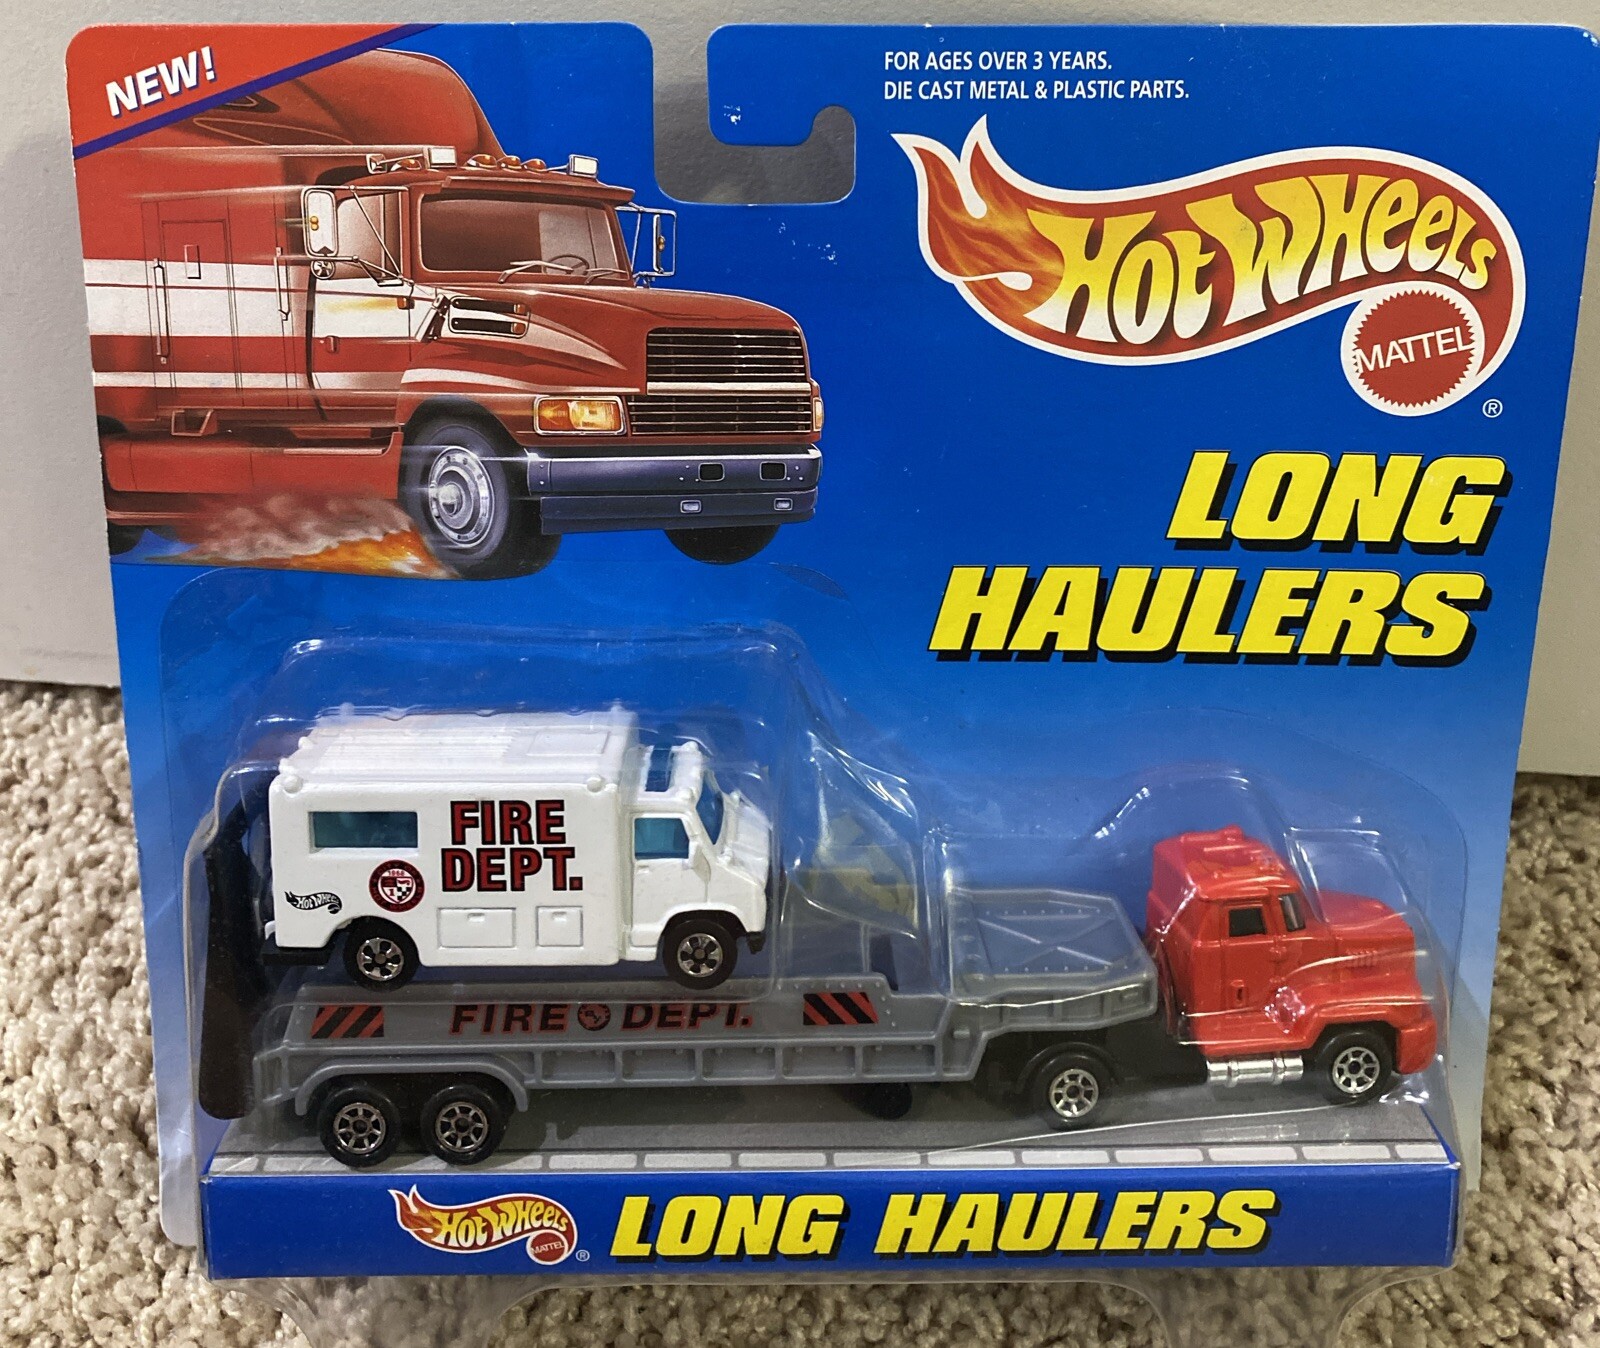 NEW!
FOR AGES OVER 3 YEARS.
DIE CAST METAL & PLASTIC PARTS.
HOT WHEELS
MATTEL
®
LONG
HAULERS
FIRE
DEPT.
HOT WHEELS
FIRE DEPT.
HOT WHEELS
MATTEL
®
LONG HAULERS